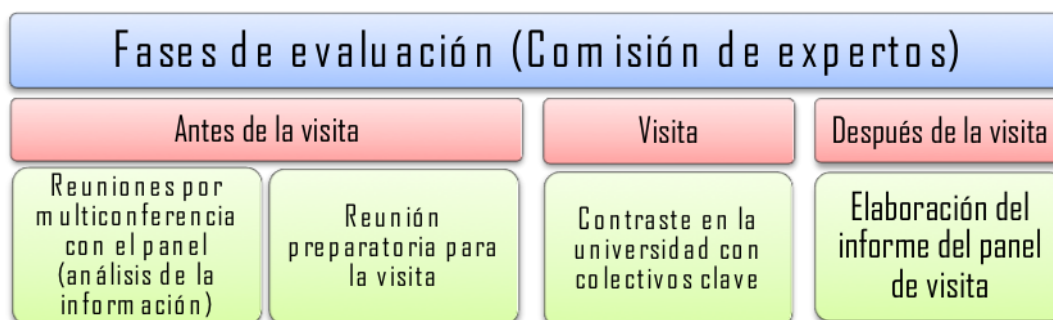 Fases de evaluación (Comisión de expertos)
Antes de la visita
Visita
Después de la visita
Reuniones por
multiconferencia
con el panel
(análisis de la
información)
Reunión
preparatoria para
la visita
Contraste en la
universidad con
colectivos clave
Elaboración del
informe del panel
de visita